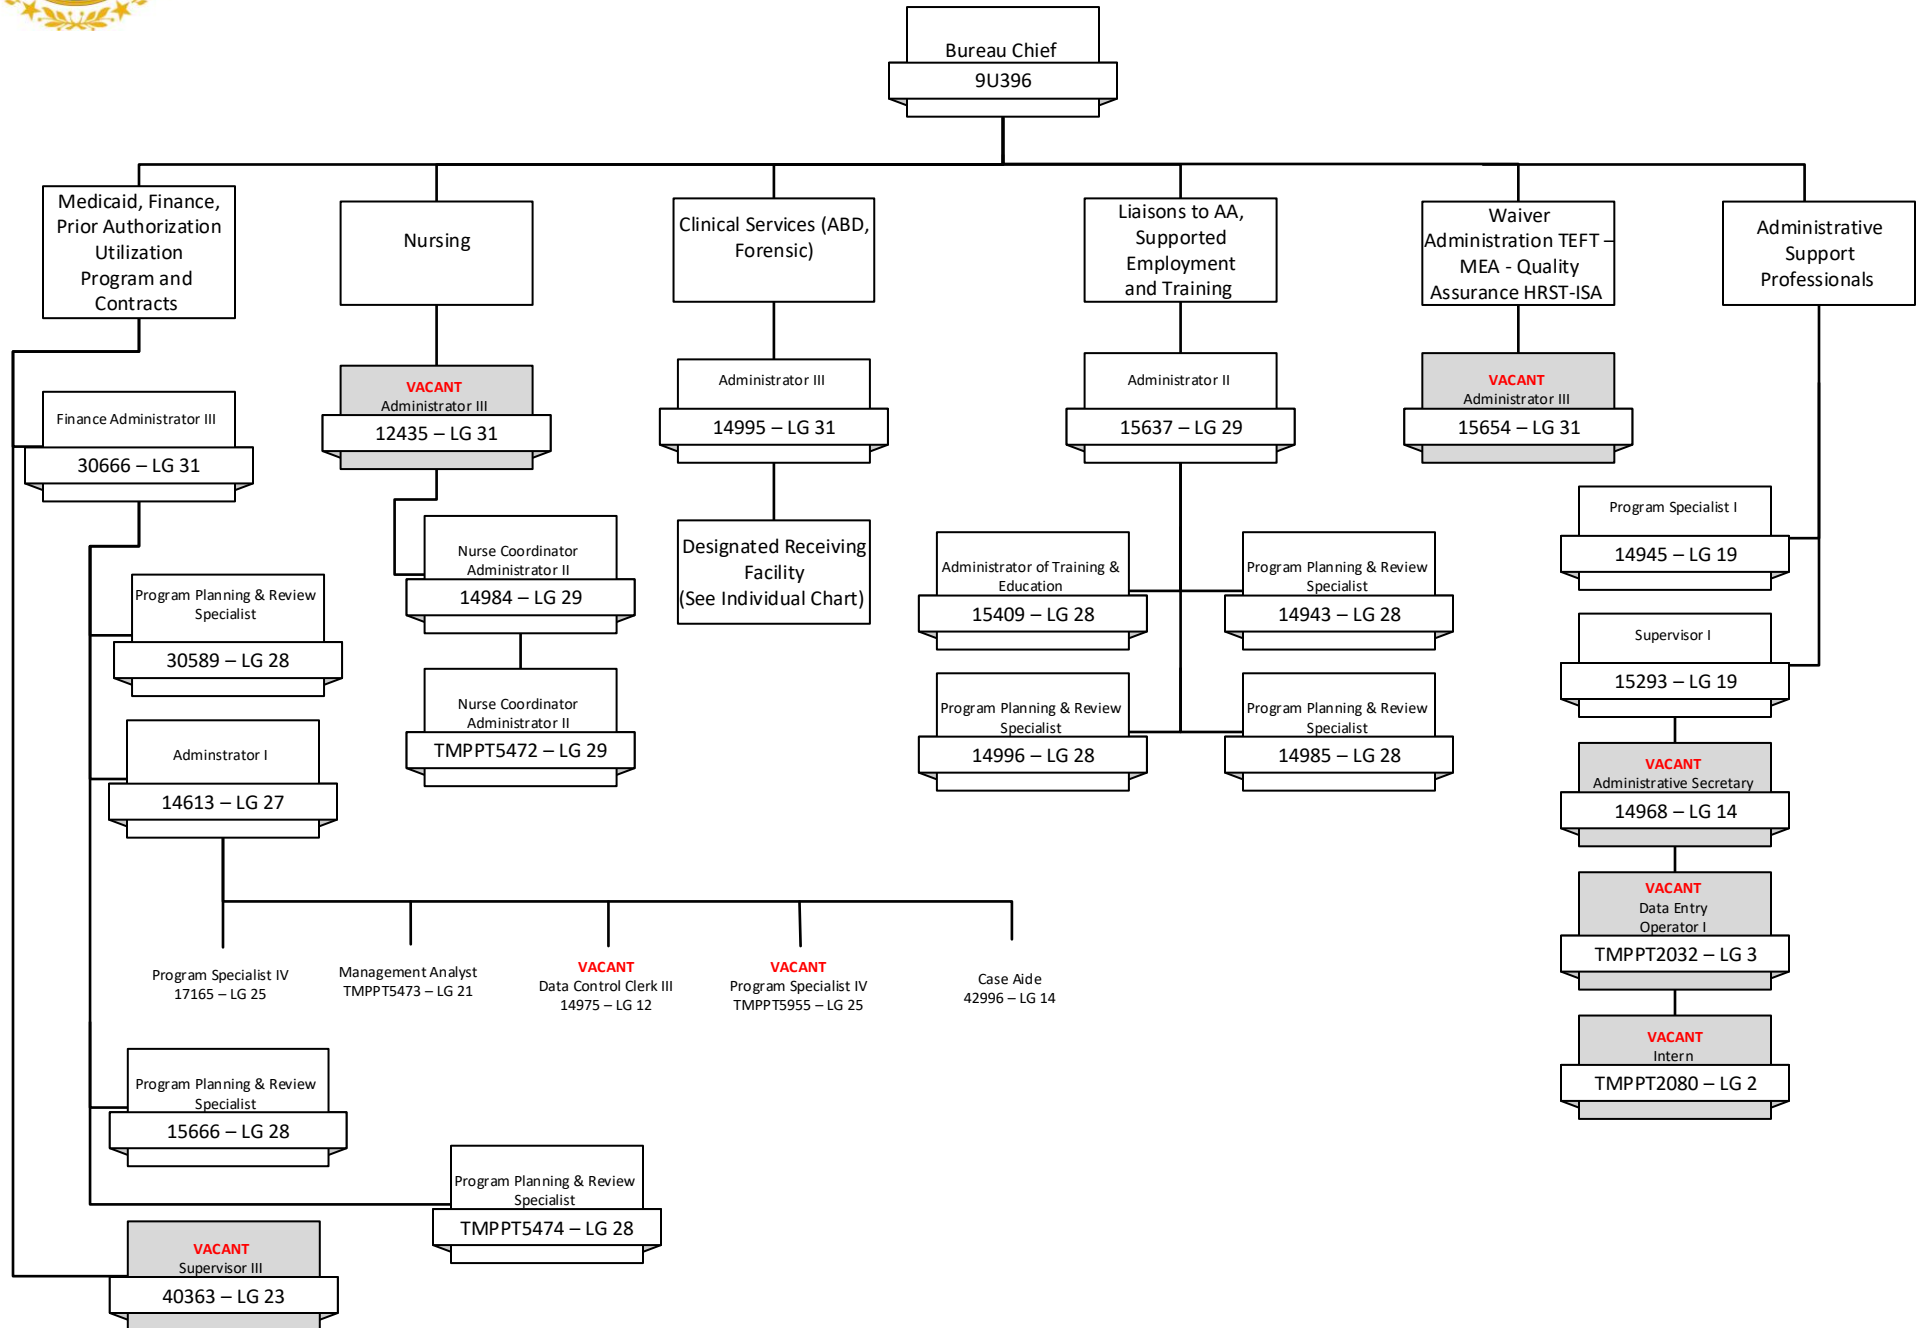 Bureau Chief
9U396
Medicaid, Finance,
Prior Authorization
Utilization
Program and
Contracts
Nursing
Clinical Services (ABD,
Forensic)
Liaisons to AA,
Supported
Employment
and Training
Waiver
Administration TEFT –
MEA - Quality
Assurance HRST-ISA
Administrative
Support
Professionals
Finance Administrator III
30666 – LG 31
VACANT
Administrator III
12435 – LG 31
Administrator III
14995 – LG 31
Administrator II
15637 – LG 29
VACANT
Administrator III
15654 – LG 31
Program Specialist I
14945 – LG 19
Nurse Coordinator
Administrator II
14984 – LG 29
Designated Receiving
Facility
(See Individual Chart)
Administrator of Training &
Education
15409 – LG 28
Program Planning & Review
Specialist
14943 – LG 28
Program Planning & Review
Specialist
30589 – LG 28
Supervisor I
15293 – LG 19
Nurse Coordinator
Administrator II
TMPPT5472 – LG 29
Program Planning & Review
Specialist
14996 – LG 28
Program Planning & Review
Specialist
14985 – LG 28
Adminstrator I
14613 – LG 27
VACANT
Administrative Secretary
14968 – LG 14
VACANT
Data Entry
Operator I
TMPPT2032 – LG 3
Program Specialist IV
17165 – LG 25
Management Analyst
TMPPT5473 – LG 21
VACANT
Data Control Clerk III
14975 – LG 12
VACANT
Program Specialist IV
TMPPT5955 – LG 25
Case Aide
42996 – LG 14
VACANT
Intern
TMPPT2080 – LG 2
Program Planning & Review
Specialist
15666 – LG 28
Program Planning & Review
Specialist
TMPPT5474 – LG 28
VACANT
Supervisor III
40363 – LG 23